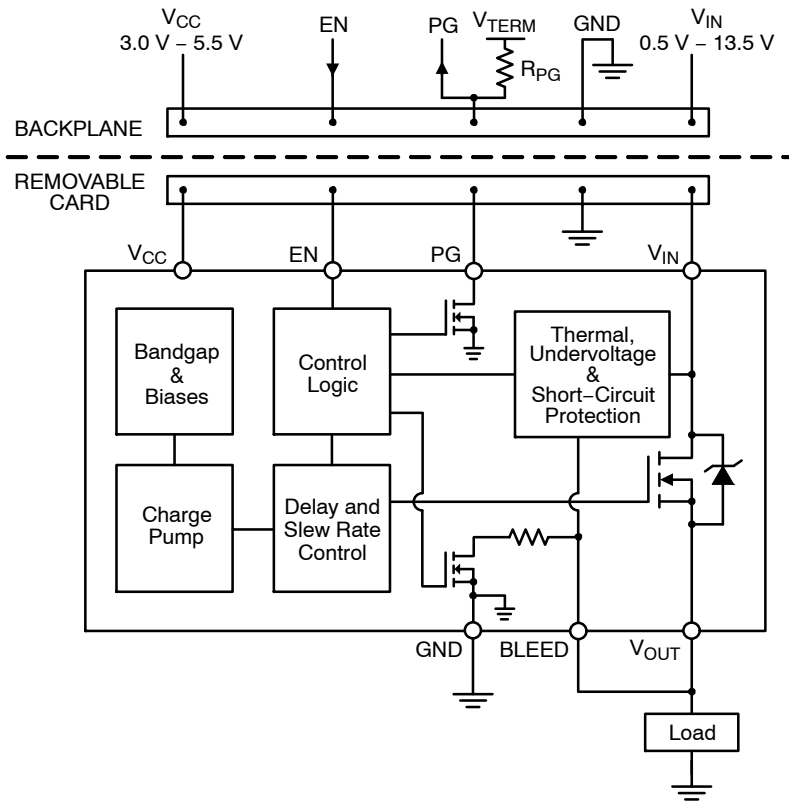 VCC
3.0 V − 5.5 V
EN
PG
VTERM
RPG
GND
VIN
0.5 V − 13.5 V
BACKPLANE
REMOVABLE
CARD
VCC
EN
PG
VIN
Bandgap
&
Biases
Control
Logic
Thermal,
Undervoltage
&
Short−Circuit
Protection
Charge
Pump
Delay and
Slew Rate
Control
GND
BLEED
VOUT
Load